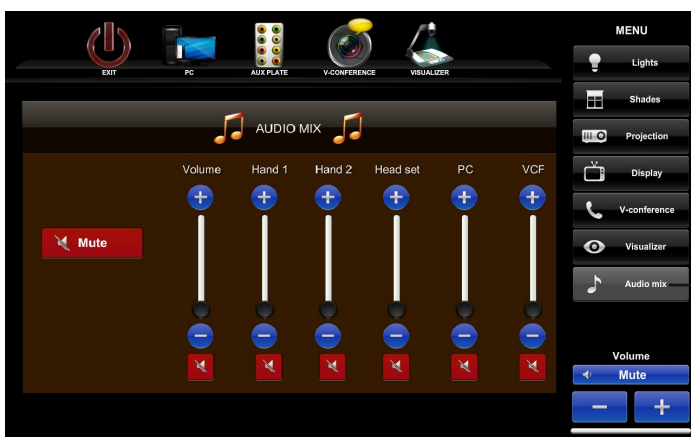 EXIT
PC
AUX PLATE
V-CONFERENCE
VISUALIZER
AUDIO MIX
Volume Hand 1 Hand 2 Head set PC VCF
Mute
MENU
Lights
Shades
Projection
Display
V-conference
Visualizer
Audio mix
Volume
Mute